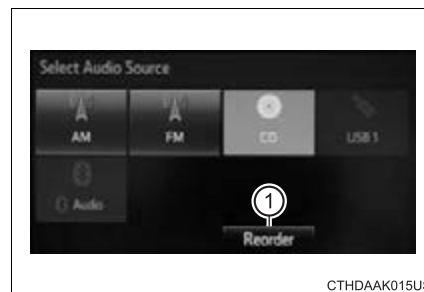 Select Audio Source
AM
FM
CD
USB 1
Audio
1
Reorder
CTHDAAK015US